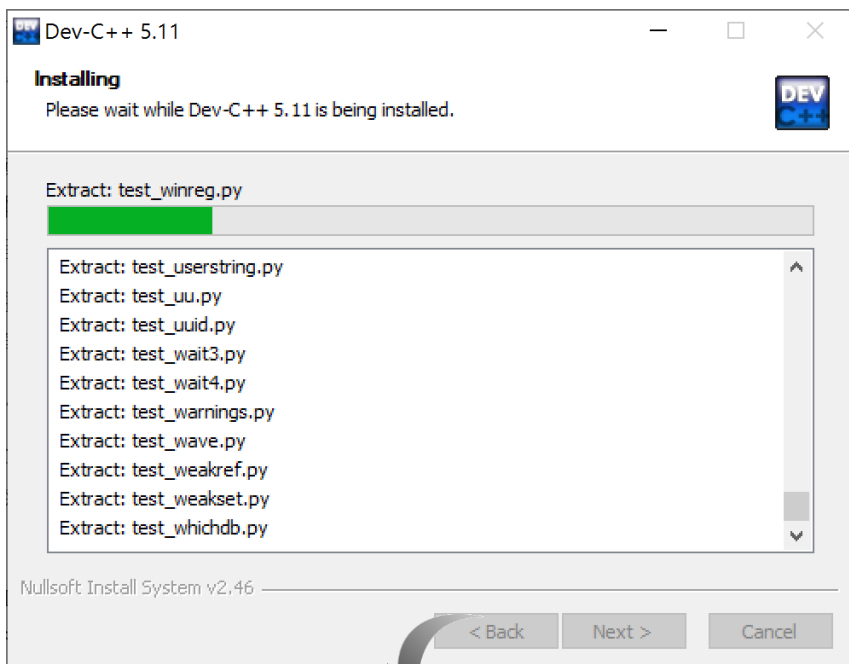 Dev-C++ 5.11
Installing
Please wait while Dev-C++ 5.11 is being installed.
DEV
C++
Extract: test_winreg.py
Extract: test_userstring.py
Extract: test_uu.py
Extract: test_uuid.py
Extract: test_wait3.py
Extract: test_wait4.py
Extract: test_warnings.py
Extract: test_wave.py
Extract: test_weakref.py
Extract: test_weakset.py
Extract: test_whichdb.py
Nullsoft Install System v2.46
< Back Next > Cancel